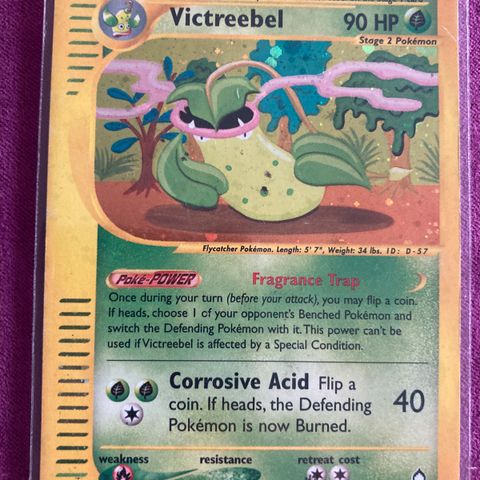 Victreebel 90 HP
Stage 2 Pokémon
Flycatcher Pokémon. Length: 5' 7", Weight: 34 lbs. ID: D-57
Poké-POWER Fragrance Trap
Once during your turn (before your attack), you may flip a coin.
If heads, choose 1 of your opponent's Benched Pokémon and
switch the Defending Pokémon with it. This power can't be
used if Victreebel is affected by a Special Condition.
Corrosive Acid Flip a
coin. If heads, the Defending
Pokémon is now Burned.
40
weakness resistance retreat cost